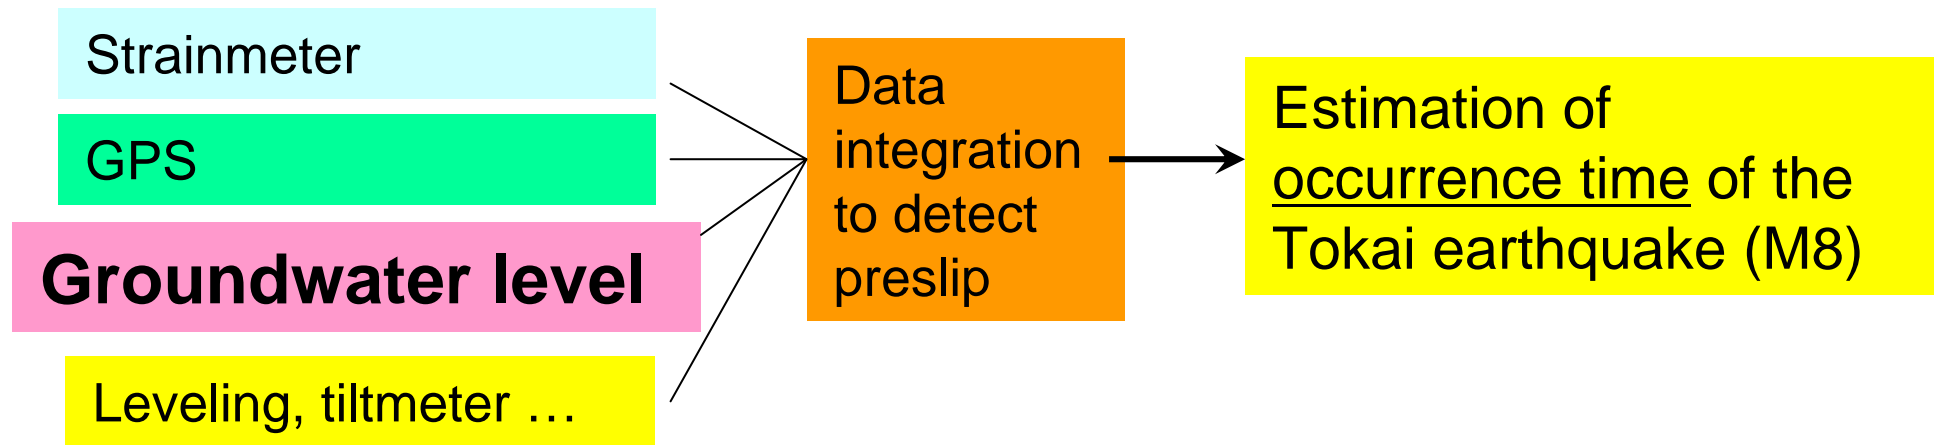 Strainmeter
GPS
Groundwater level
Leveling, tiltmeter …
Data
integration
to detect
preslip
Estimation of
occurrence time of the
Tokai earthquake (M8)